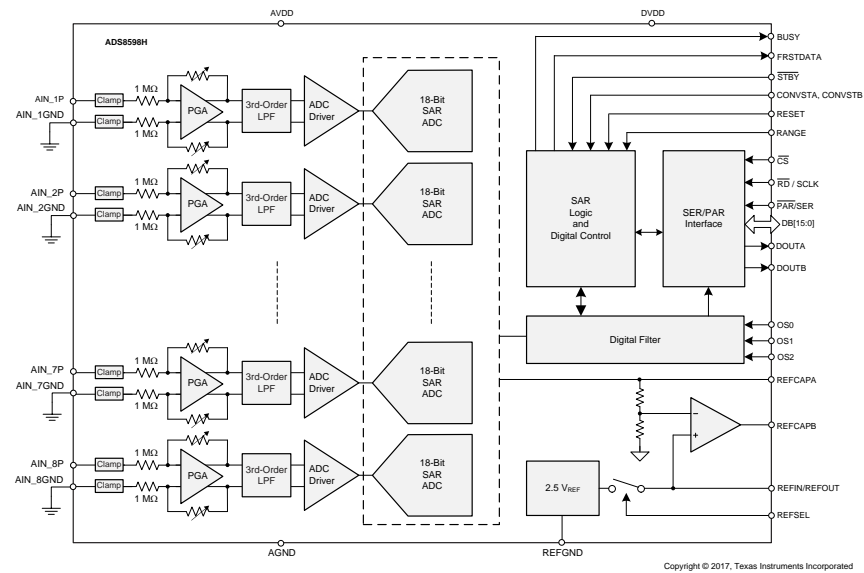 AVDD
DVDD
ADS8598H
BUSY
FRSTDATA
STBY
CONVSTA, CONVSTB
RESET
RANGE
CS
RD / SCLK
PAR/SER
DB[15:0]
DOUTA
DOUTB
OS0
OS1
OS2
REFCAPA
REFCAPB
REFIN/REFOUT
REFSEL
AIN_1P
AIN_1GND
Clamp
Clamp
1 MΩ
1 MΩ
PGA
3rd-Order
LPF
ADC
Driver
18-Bit
SAR
ADC
AIN_2P
AIN_2GND
Clamp
Clamp
1 MΩ
1 MΩ
PGA
3rd-Order
LPF
ADC
Driver
18-Bit
SAR
ADC
AIN_7P
AIN_7GND
Clamp
Clamp
1 MΩ
1 MΩ
PGA
3rd-Order
LPF
ADC
Driver
18-Bit
SAR
ADC
AIN_8P
AIN_8GND
Clamp
Clamp
1 MΩ
1 MΩ
PGA
3rd-Order
LPF
ADC
Driver
18-Bit
SAR
ADC
SAR
Logic
and
Digital Control
SER/PAR
Interface
Digital Filter
2.5 VREF
AGND
REFGND
Copyright © 2017, Texas Instruments Incorporated